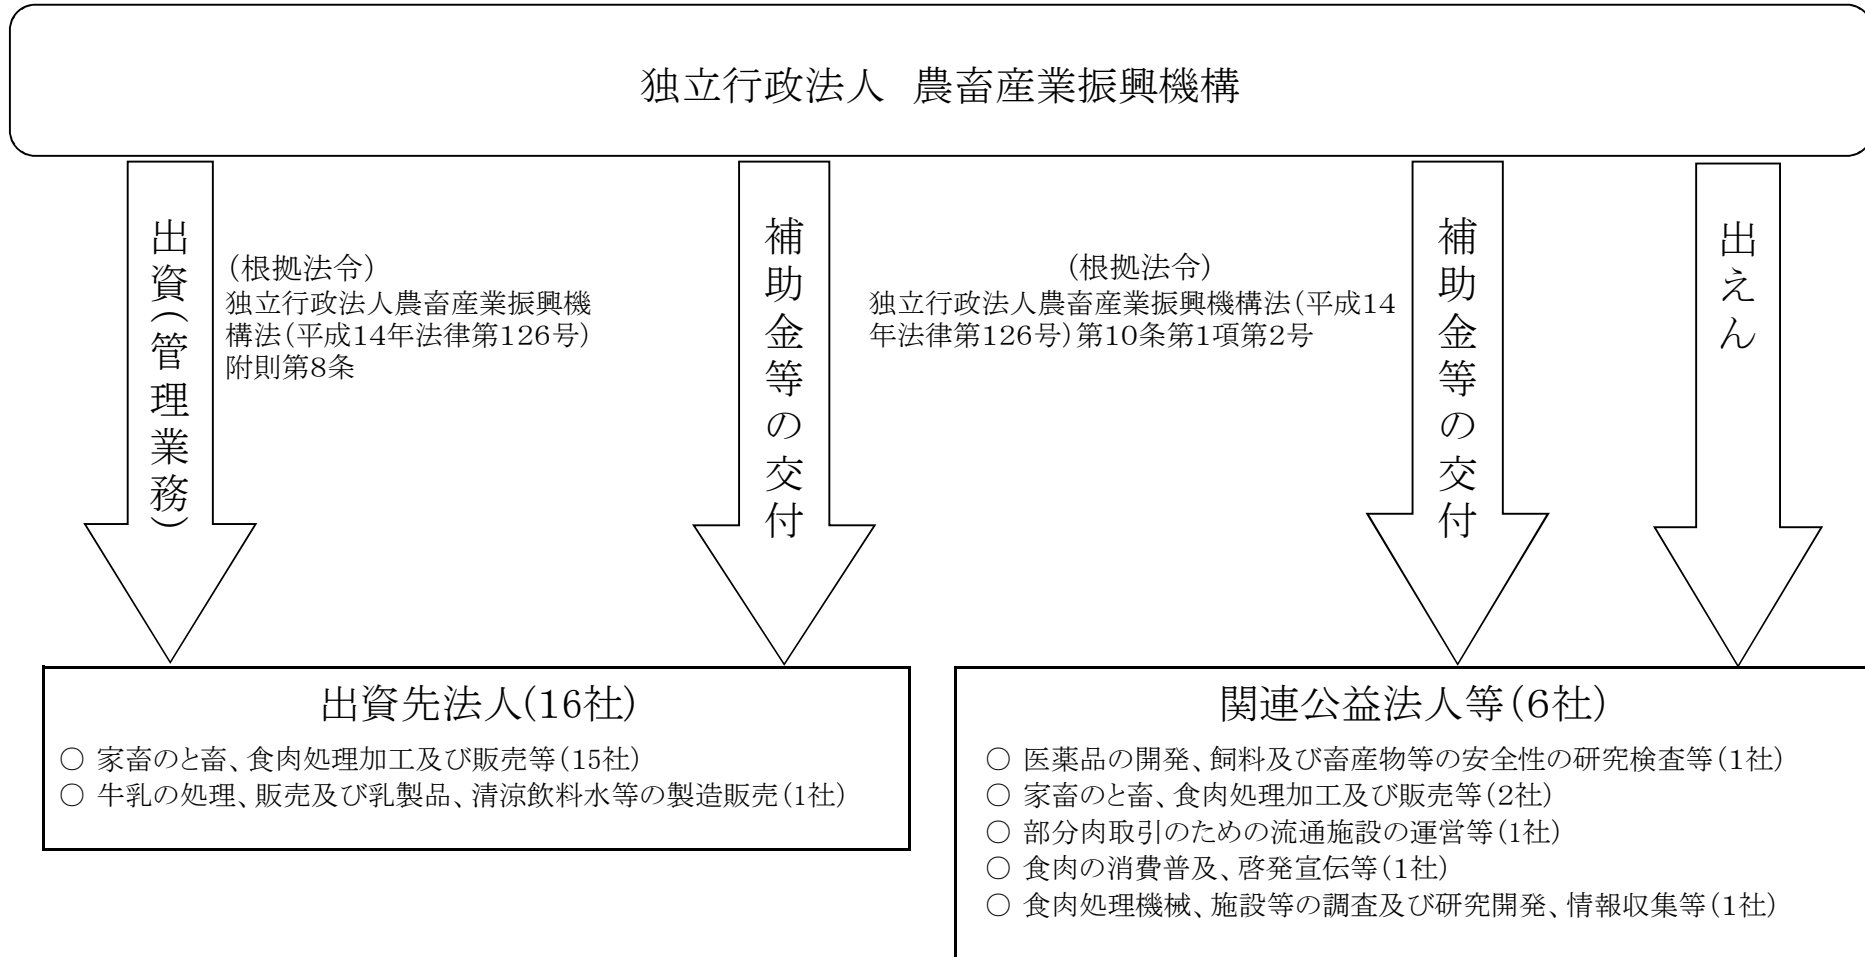 独立行政法人 農畜産業振興機構
出資(管理業務)
(根拠法令)
独立行政法人農畜産業振興機
構法(平成14年法律第126号)
附則第8条
補助金等の交付
(根拠法令)
独立行政法人農畜産業振興機構法(平成14
年法律第126号)第10条第1項第2号
補助金等の交付
出えん
出資先法人(16社)
○ 家畜のと畜、食肉処理加工及び販売等(15社)
○ 牛乳の処理、販売及び乳製品、清涼飲料水等の製造販売(1社)
関連公益法人等(6社)
○ 医薬品の開発、飼料及び畜産物等の安全性の研究検査等(1社)
○ 家畜のと畜、食肉処理加工及び販売等(2社)
○ 部分肉取引のための流通施設の運営等(1社)
○ 食肉の消費普及、啓発宣伝等(1社)
○ 食肉処理機械、施設等の調査及び研究開発、情報収集等(1社)